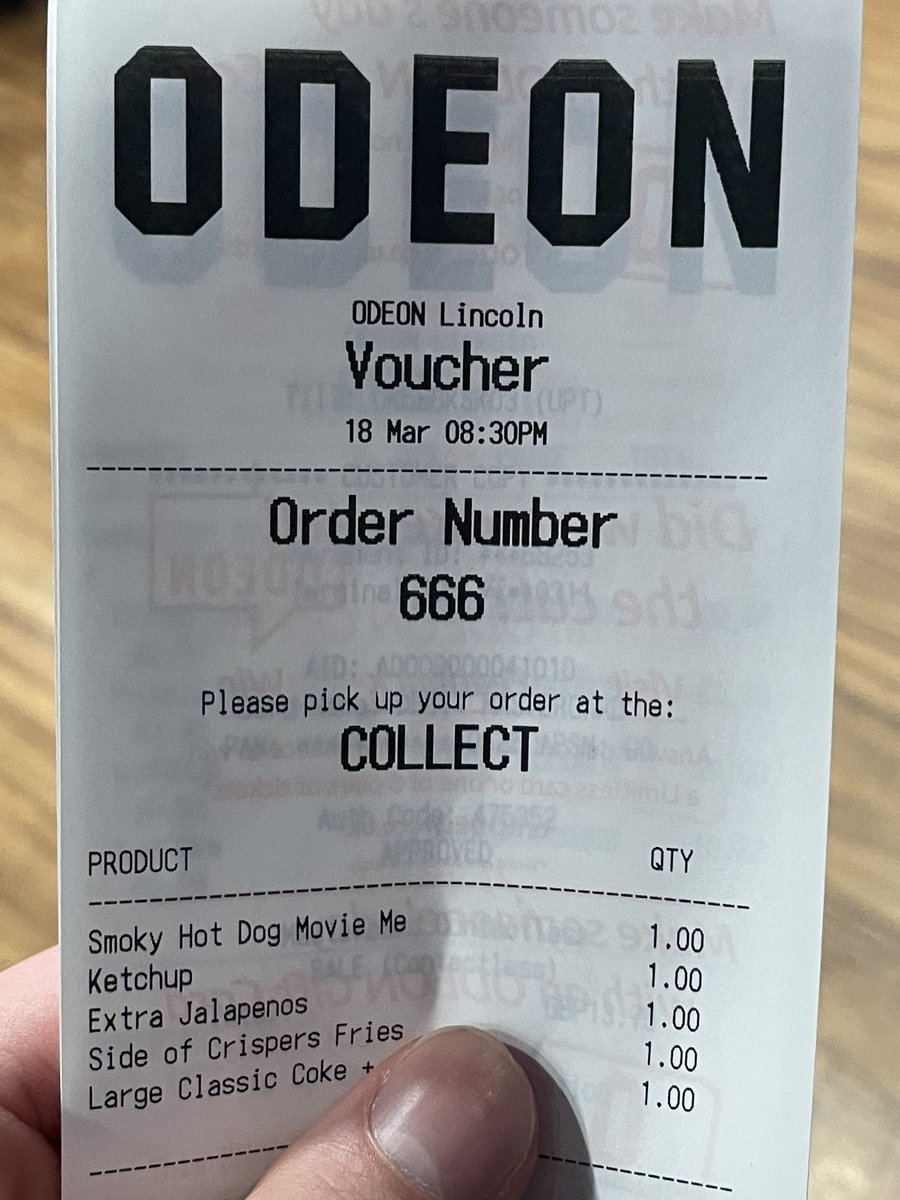 ODEON
ODEON Lincoln
Voucher
18 Mar 08:30PM
Order Number
666
Please pick up your order at the:
COLLECT
PRODUCT QTY
Smoky Hot Dog Movie Me 1.00
Ketchup 1.00
Extra Jalapenos 1.00
Side of Crispers Fries 1.00
Large Classic Coke + 1.00